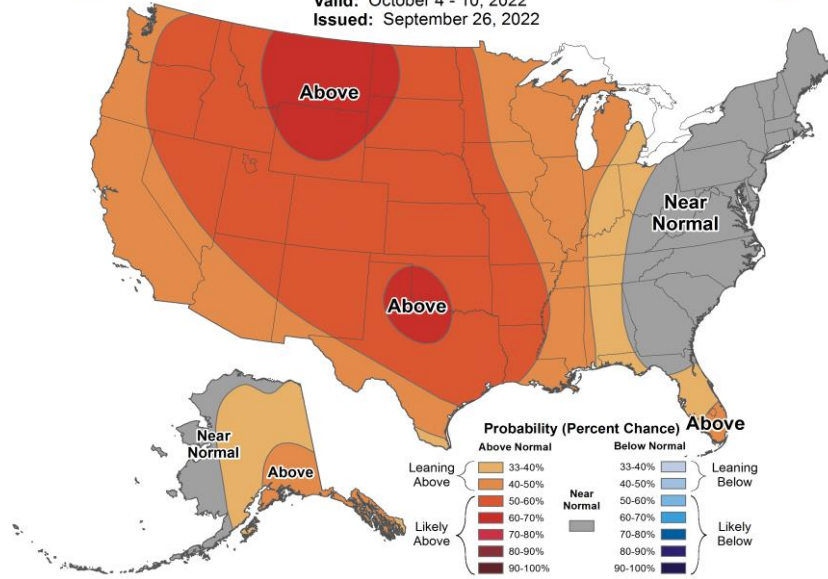 Valid: October 4 - 10, 2022
Issued: September 26, 2022
Above
Near
Normal
Above
Near
Normal
Above
Above
Probability (Percent Chance)
Above Normal
Below Normal
Leaning
Above
33-40%
40-50%
Likely
Above
50-60%
60-70%
70-80%
80-90%
90-100%
Near
Normal
33-40%
40-50%
Leaning
Below
50-60%
60-70%
70-80%
80-90%
90-100%
Likely
Below